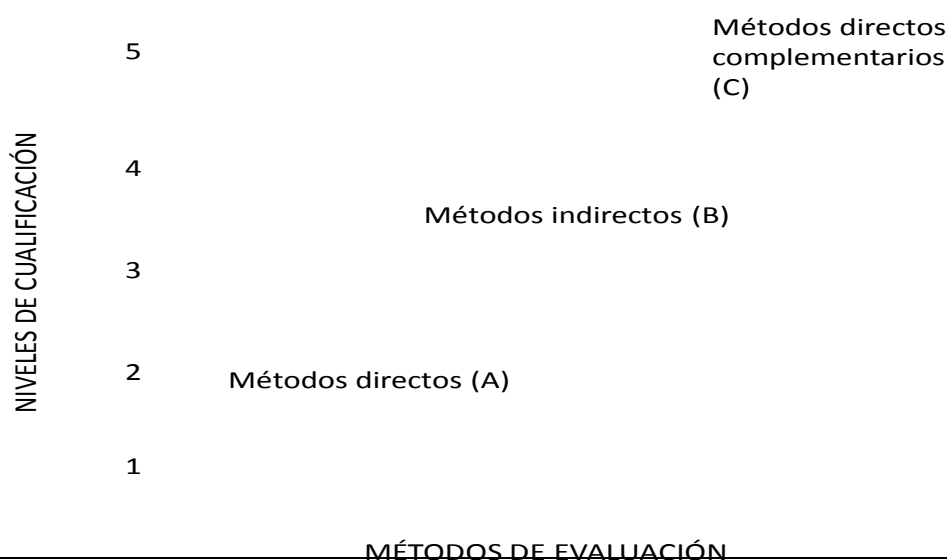 Métodos directos
complementarios
(C)
5
4
Métodos indirectos (B)
3
2
Métodos directos (A)
1
NIVELES DE CUALIFICACIÓN
MÉTODOS DE EVALUACIÓN